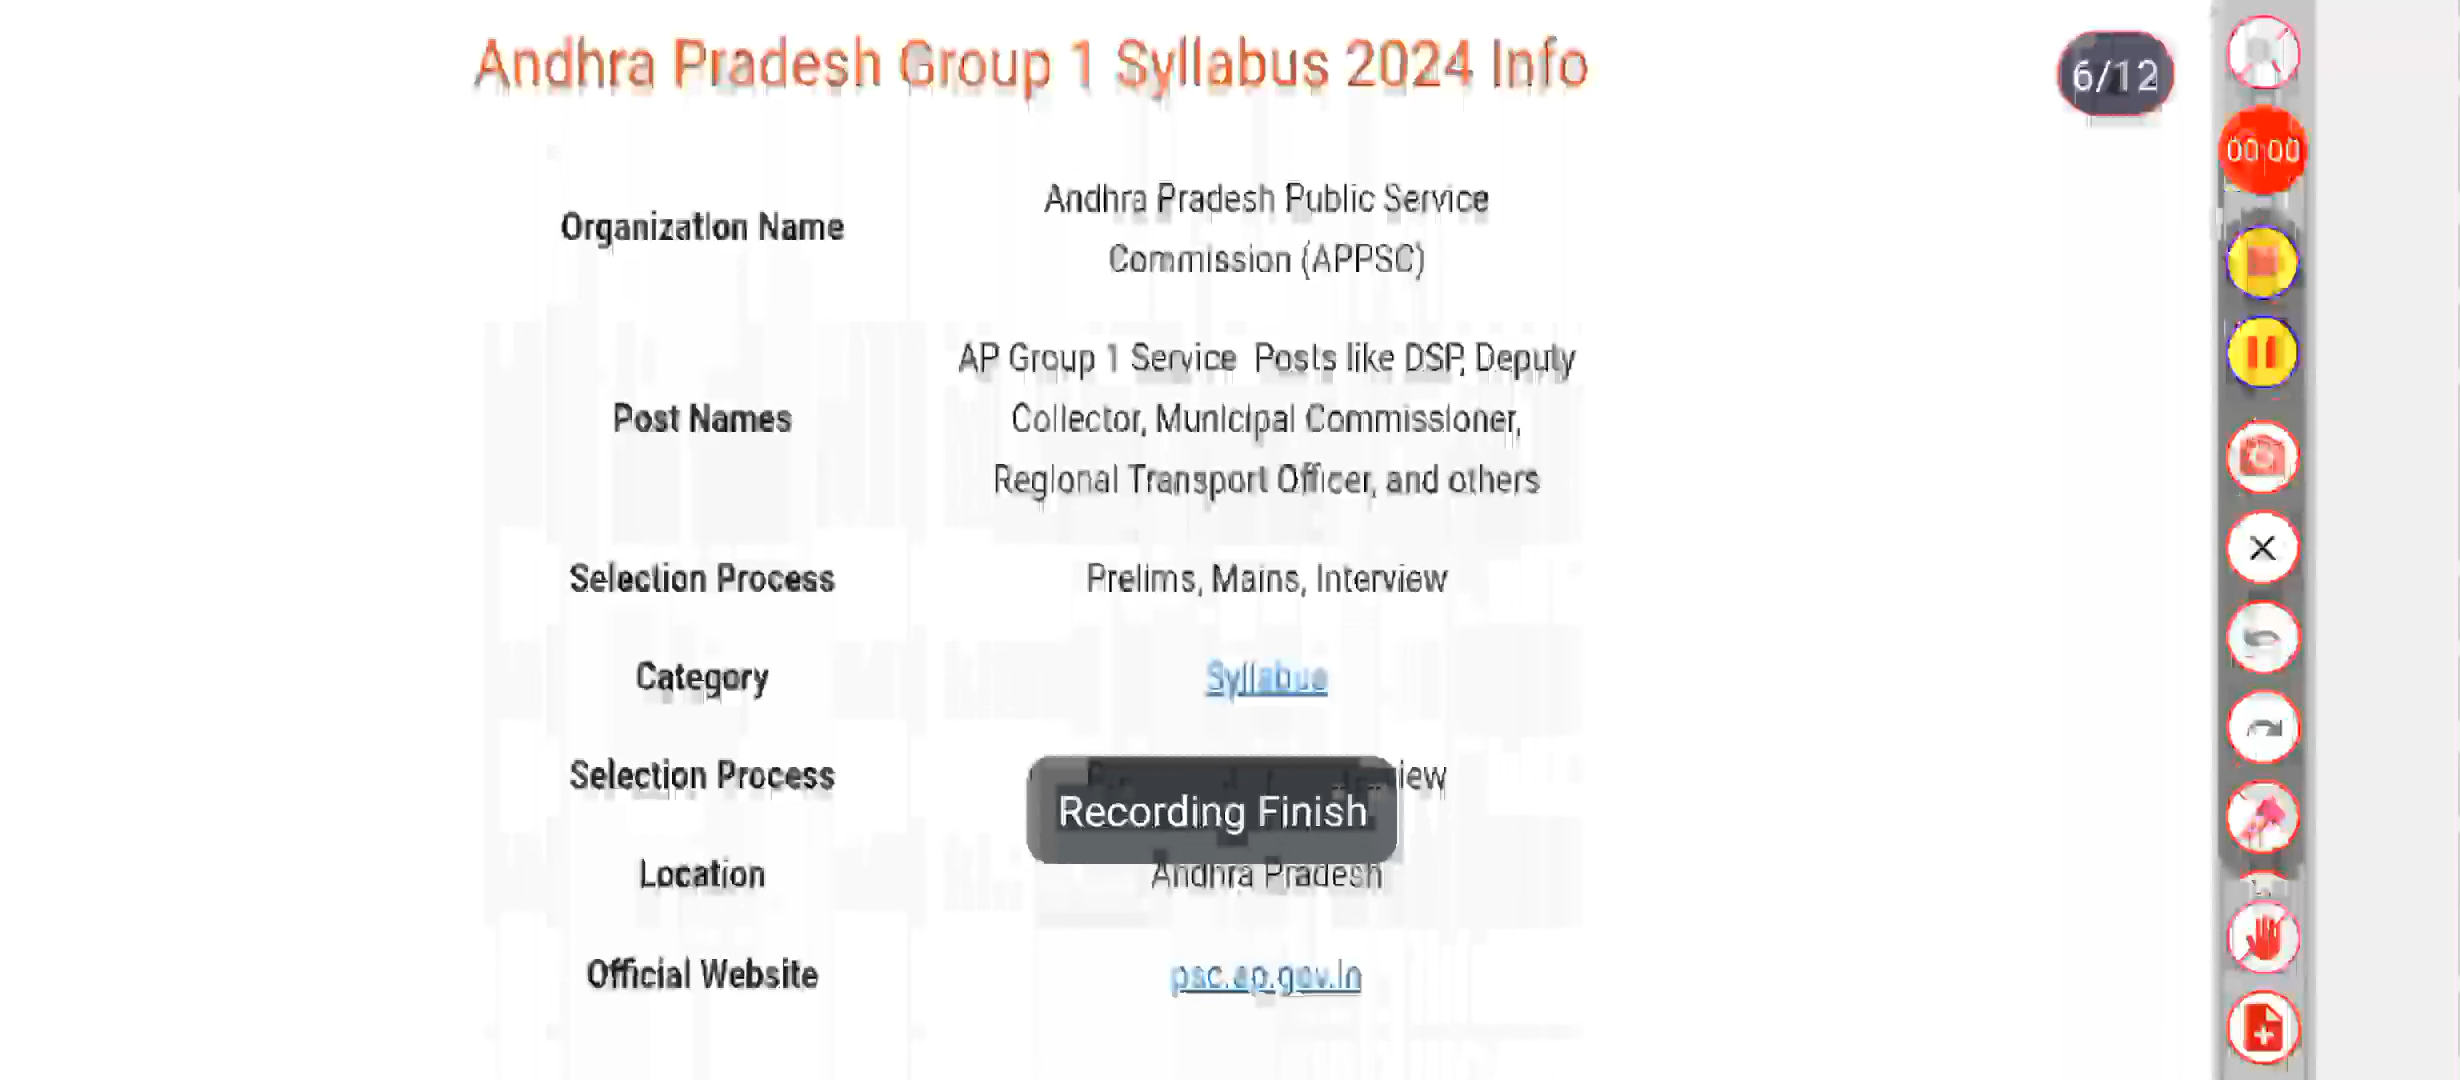 Andhra Pradesh Group 1 Syllabus 2024 Info
6/12
00:00
Organization Name
Andhra Pradesh Public Service
Commission (APPSC)
Post Names
AP Group 1 Service Posts like DSP, Deputy
Collector, Municipal Commissioner,
Regional Transport Officer, and others
Selection Process
Prelims, Mains, Interview
Category
Syllabus
Selection Process
Recording Finish
Location
Andhra Pradesh
Official Website
psc.ap.gov.in